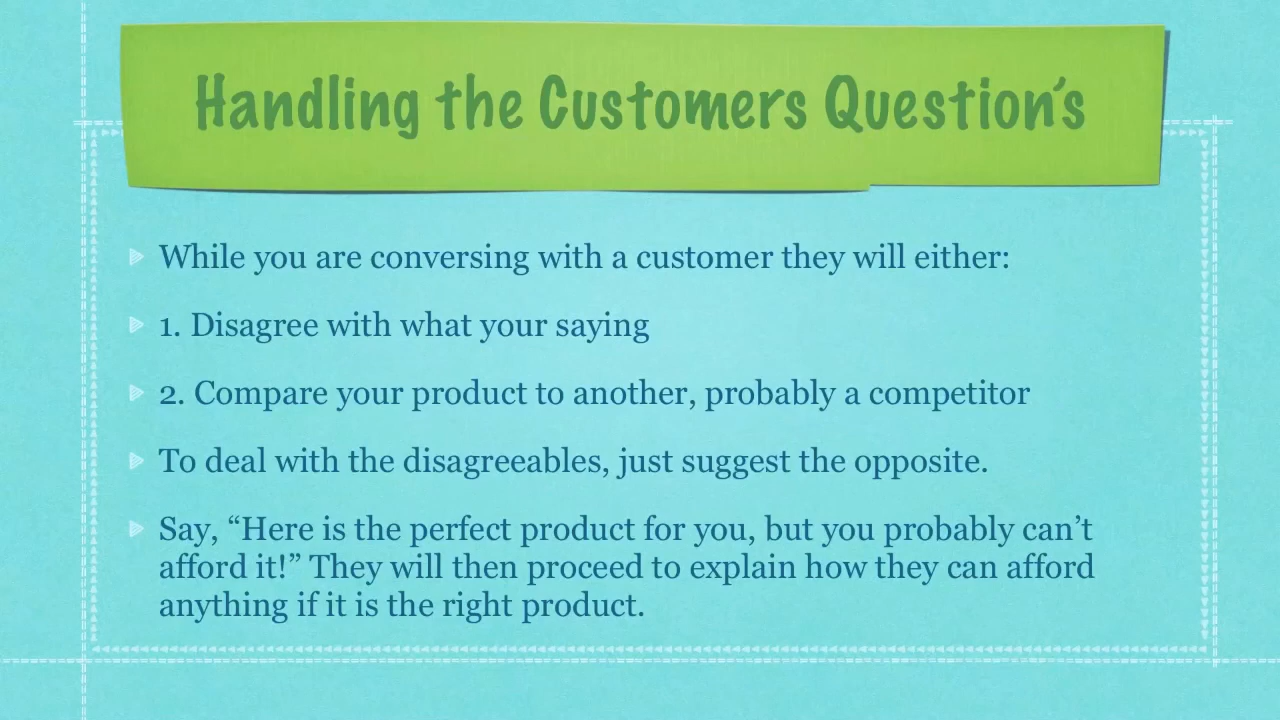 Handling the Customers Question's
While you are conversing with a customer they will either:
1. Disagree with what your saying
2. Compare your product to another, probably a competitor
To deal with the disagreeables, just suggest the opposite.
Say, “Here is the perfect product for you, but you probably can’t
afford it!” They will then proceed to explain how they can afford
anything if it is the right product.